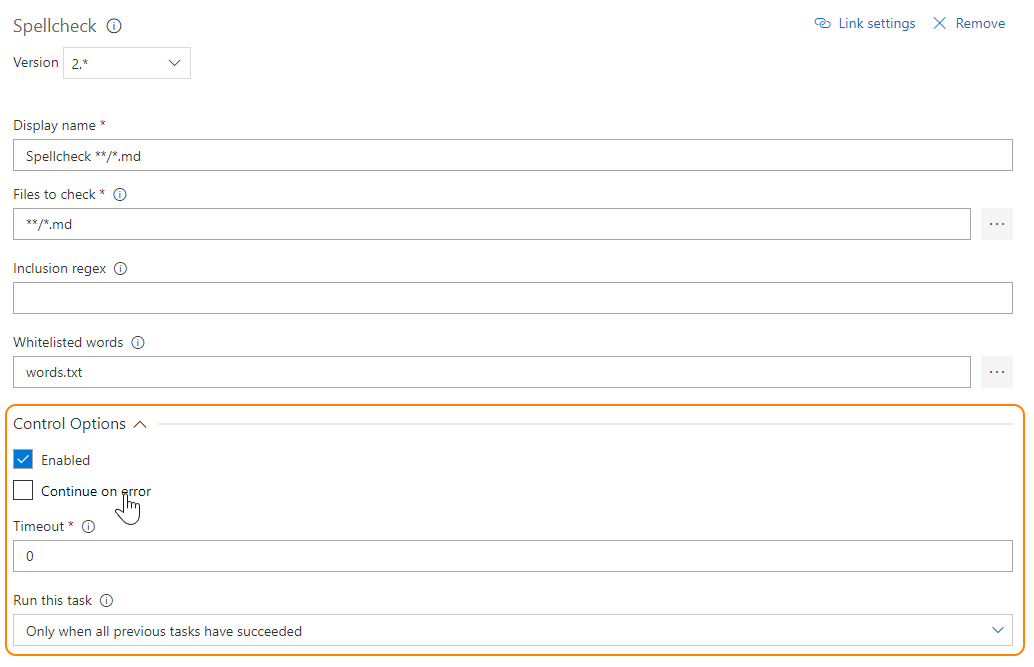 Spellcheck Link settings Remove
Version 2.*
Display name *
Spellcheck **/*.md
Files to check *
**/*.md ...
Inclusion regex
Whitelisted words
words.txt ...
Control Options
Enabled
Continue on error
Timeout *
0
Run this task
Only when all previous tasks have succeeded